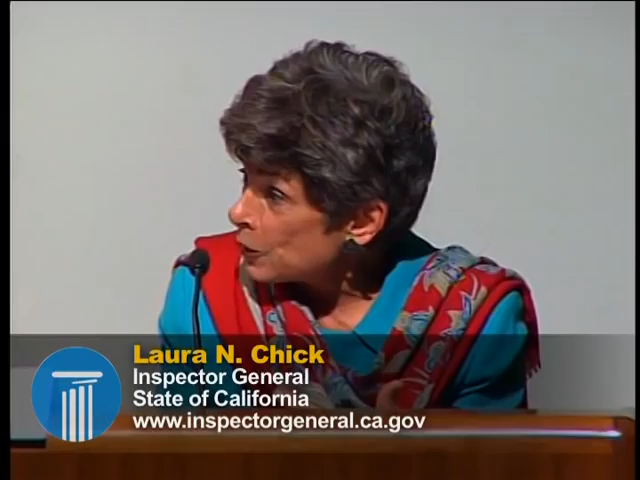 Laura N. Chick
Inspector General
State of California
www.inspectorgeneral.ca.gov